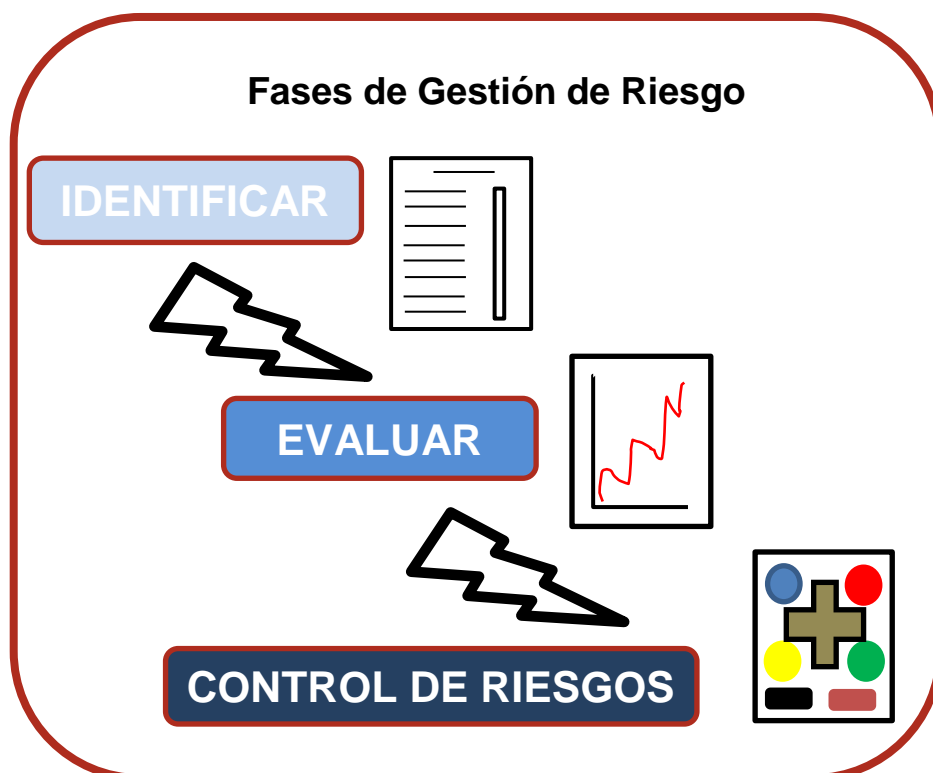 Fases de Gestión de Riesgo
IDENTIFICAR
EVALUAR
CONTROL DE RIESGOS